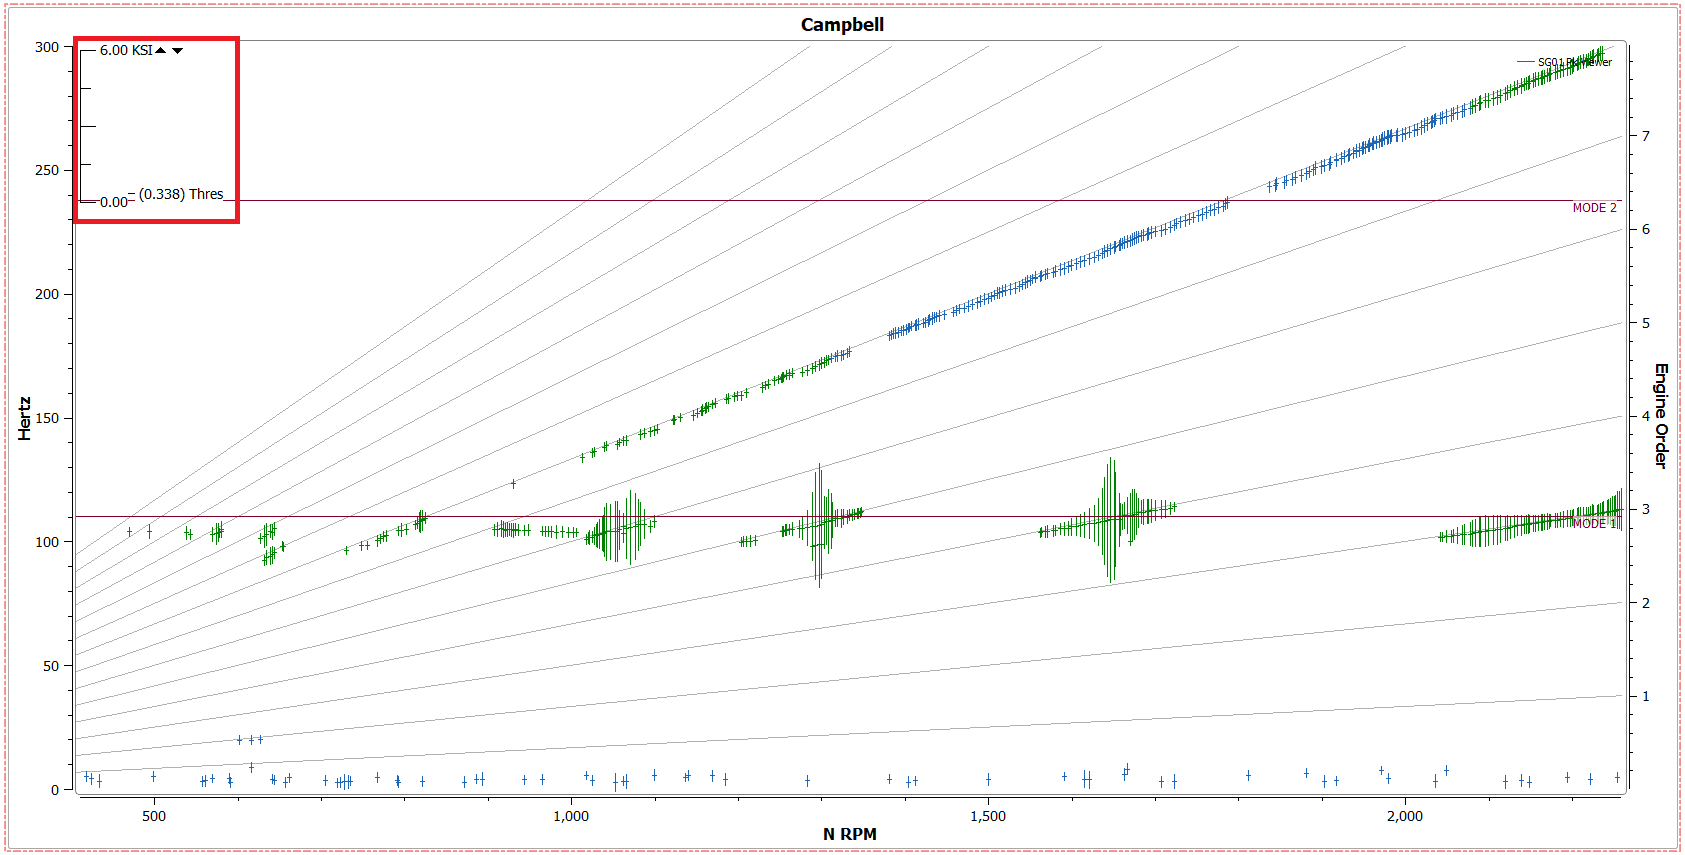 Campbell
6.00 KSI
(0.338) Thres
0.00
300
250
200
150
100
50
0
Hertz
SG01
MODE 2
MODE 1
7
6
5
4
3
2
1
Engine Order
500
1,000
1,500
2,000
N RPM